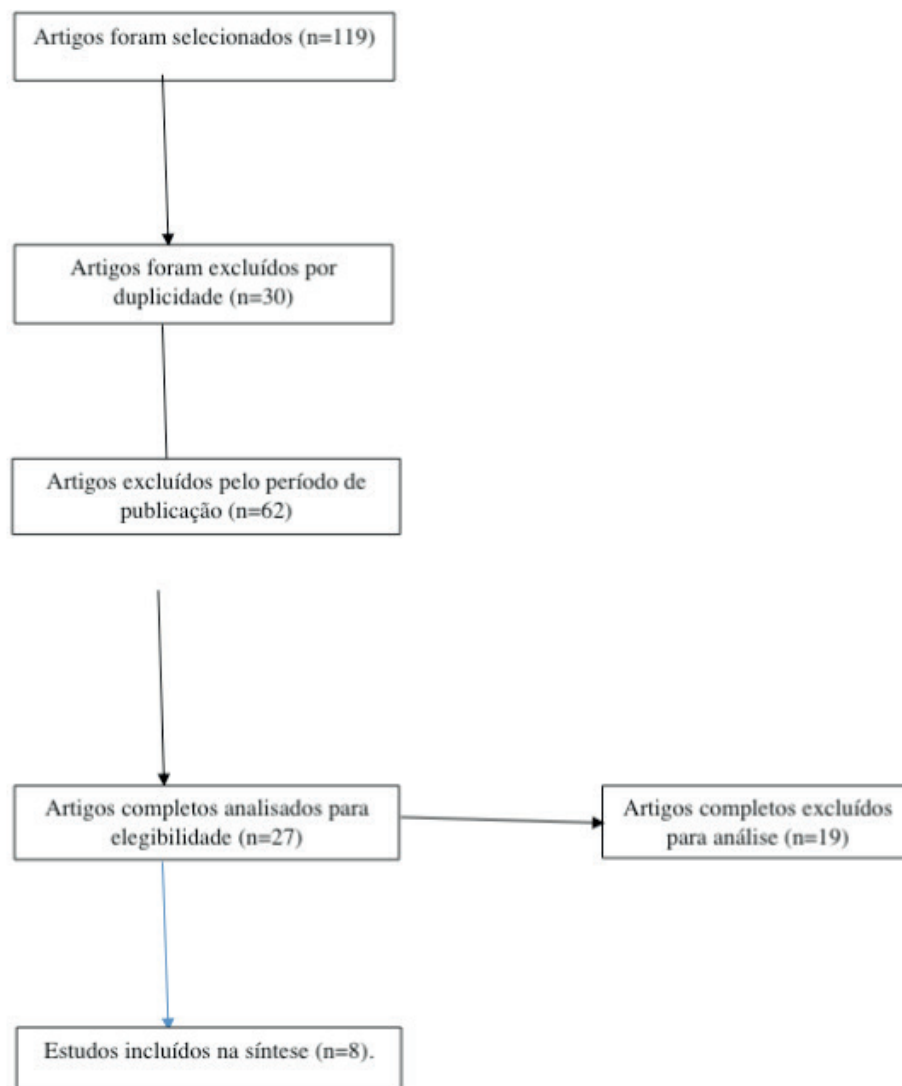 Artigos foram selecionados (n=119)
Artigos foram excluídos por
duplicidade (n=30)
Artigos excluídos pelo período de
publicação (n=62)
Artigos completos analisados para
elegibilidade (n=27)
Artigos completos excluídos
para análise (n=19)
Estudos incluídos na síntese (n=8).